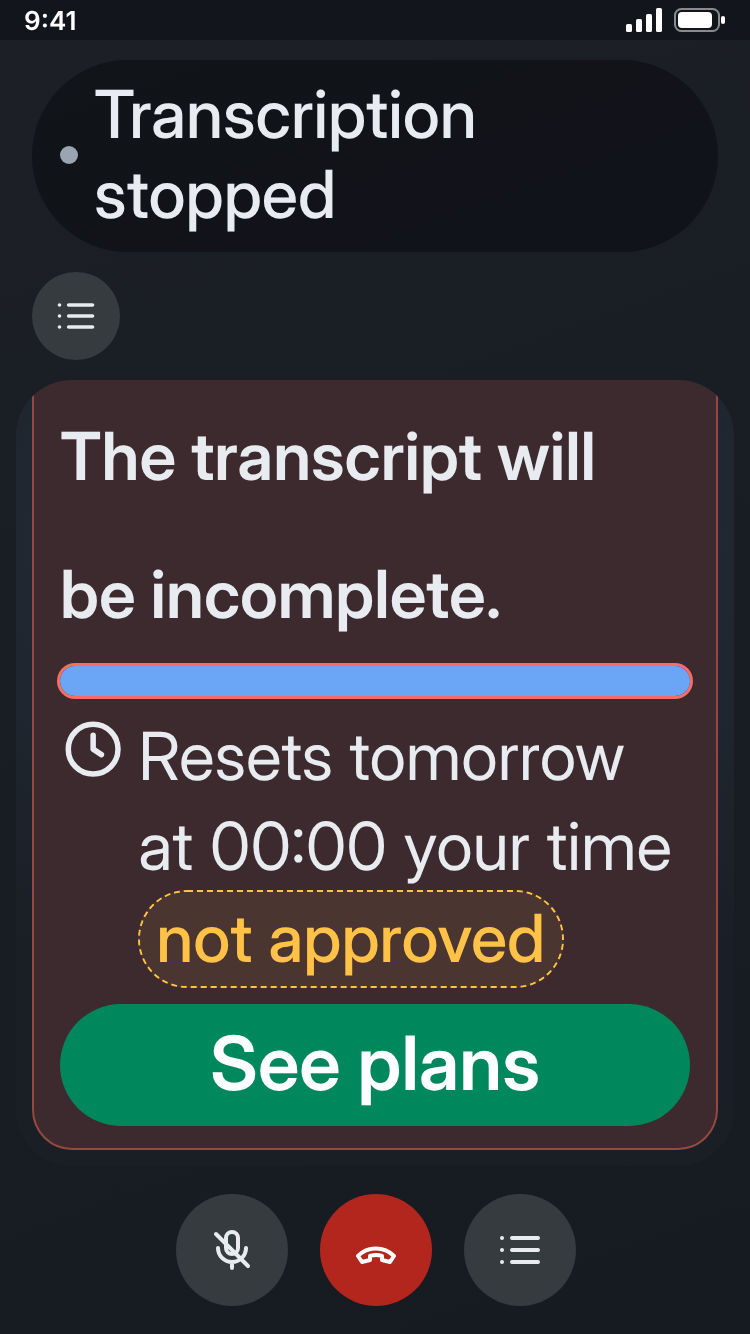 9:41
Transcription
stopped
The transcript will
be incomplete.
Resets tomorrow
at 00:00 your time
not approved
See plans